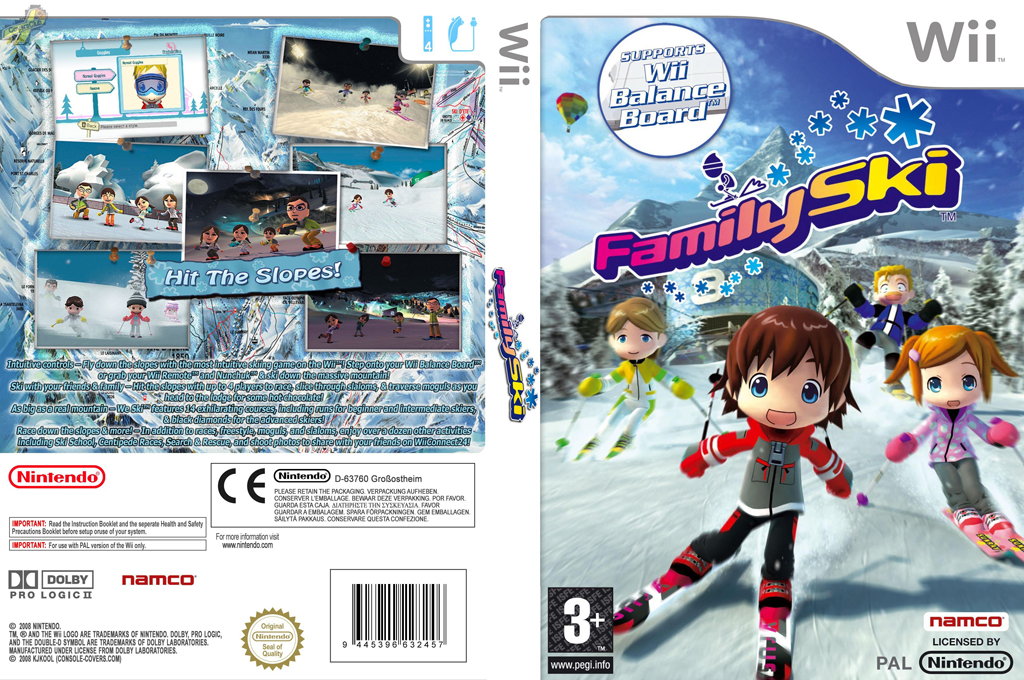 Hit The Slopes!
Intuitive controls – Fly down the slopes with the most intuitive skiing game on the Wii™! Step onto your Wii Balance Board™
or grab your Wii Remote™ and Nunchuk™ & ski down the massive mountain!
Ski with your friends & family – Hit the slopes with up to 4 players to race, slice through slaloms, & traverse moguls as you
head to the lodge for some hot chocolate!
As big as a real mountain – We Ski™ features 14 exhilarating courses, including runs for beginner and intermediate skiers,
& black diamonds for the advanced skiers!
Race down the slopes & more! – In addition to races, freestyle, moguls, and slaloms, enjoy over a dozen other activities
including Ski School, Centipede Races, Search & Rescue, and shoot photos to share with your friends on WiiConnect24!
Nintendo®
IMPORTANT: Read the Instruction Booklet and the seperate Health and Safety
Precautions Booklet before setup oruse of your system.
IMPORTANT: For use with PAL version of the Wii only.
CE Nintendo® D-63760 Großostheim
PLEASE RETAIN THE PACKAGING. VERPACKUNG AUFHEBEN.
CONSERVER L'EMBALLAGE. BEWAAR DEZE VERPAKKING. POR FAVOR.
GUARDA ESTA CAJA. ΔΙΑΤΗΡΗΣΤΕ ΤΗΝ ΣΥΣΚΕΥΑΣΙΑ. FAVOR
GUARDAR A EMBALAGEM. SPARA FÖRPACKNINGEN. GEM EMBALLAGEN.
SÄILYTÄ PAKKAUS. CONSERVARE QUESTA CONFEZIONE.
For more information visit
www.nintendo.com
DOLBY
PRO LOGIC II
namco®
© 2008 NINTENDO.
TM, ® AND THE Wii LOGO ARE TRADEMARKS OF NINTENDO. DOLBY, PRO LOGIC,
AND THE DOUBLE-D SYMBOL ARE TRADEMARKS OF DOLBY LABORATORIES.
MANUFACTURED UNDER LICENSE FROM DOLBY LABORATORIES.
© 2008 KJKOOL (CONSOLE-COVERS.COM)
Original
Nintendo
Seal of
Quality
9 445396 632457
4
Wii™
Family Ski
Wii™
SUPPORTS
Wii
Balance
Board™
Family Ski™
3+™
www.pegi.info
namco®
LICENSED BY
PAL Nintendo®